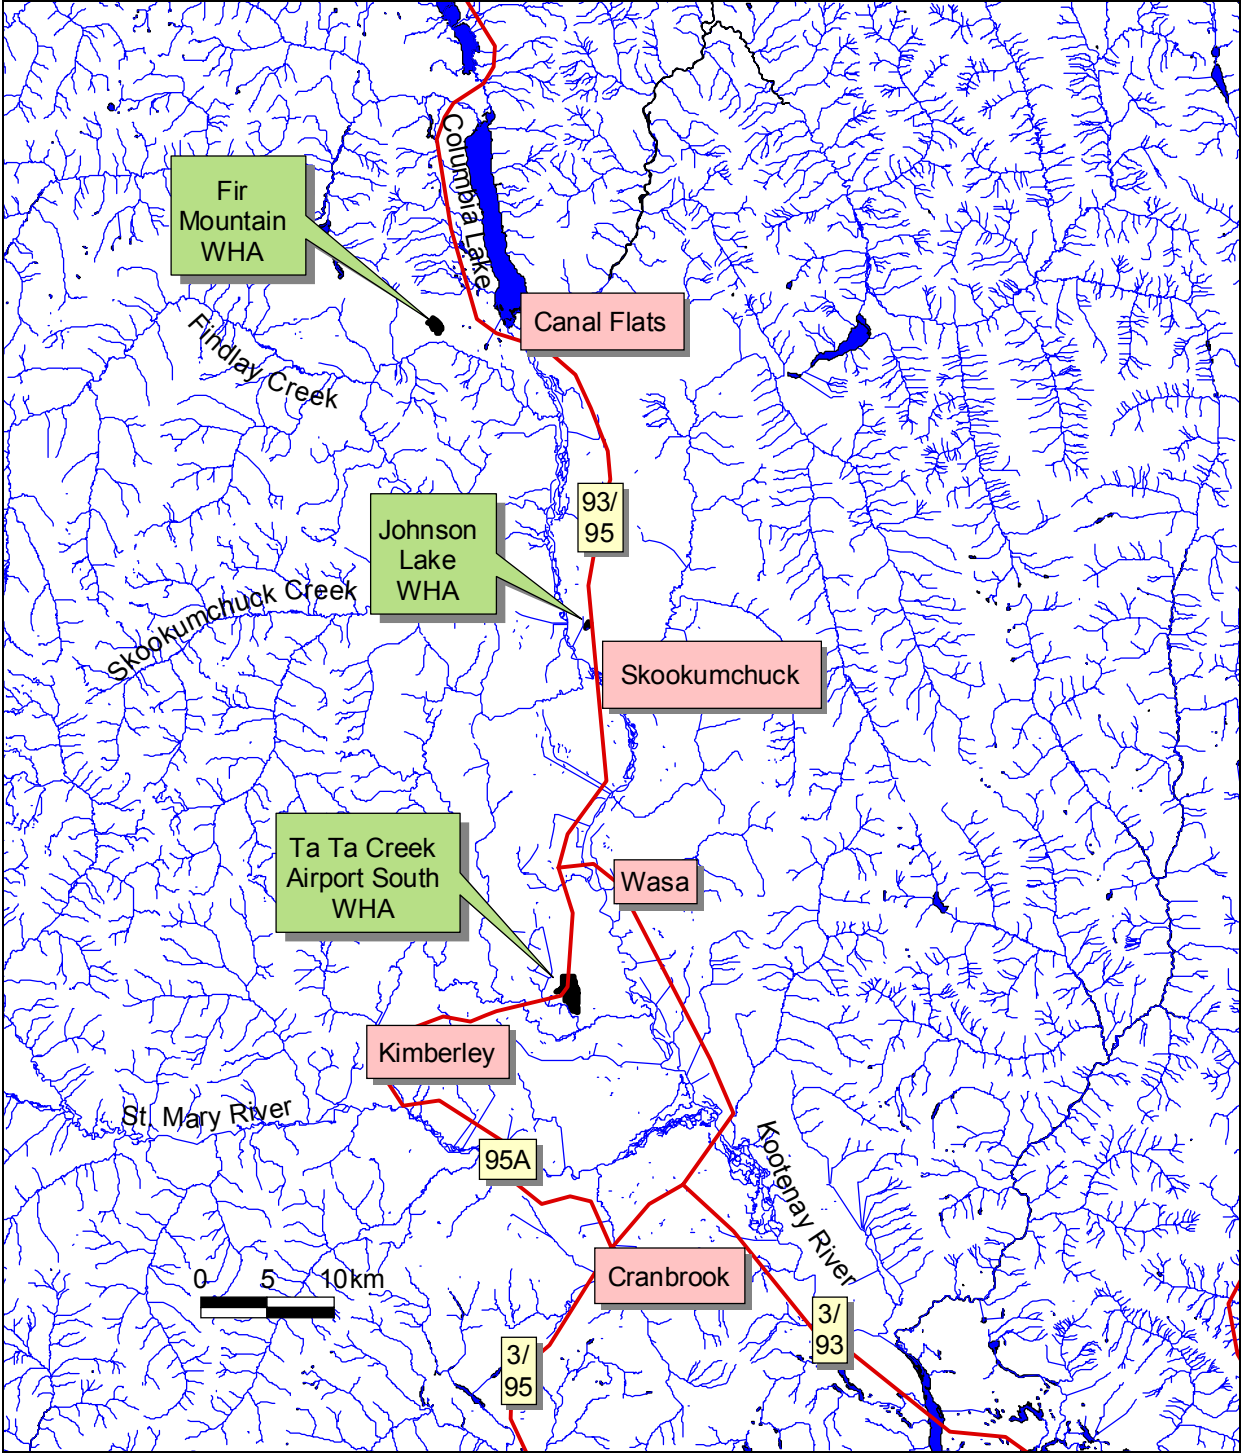 Columbia Lake
Fir
Mountain
WHA
Canal Flats
Findlay Creek
93/
95
Johnson
Lake
WHA
Skookumchuck Creek
Skookumchuck
Ta Ta Creek
Airport South
WHA
Wasa
Kimberley
St. Mary River
95A
Kootenay River
Cranbrook
0 5 10km
3/
93
3/
95